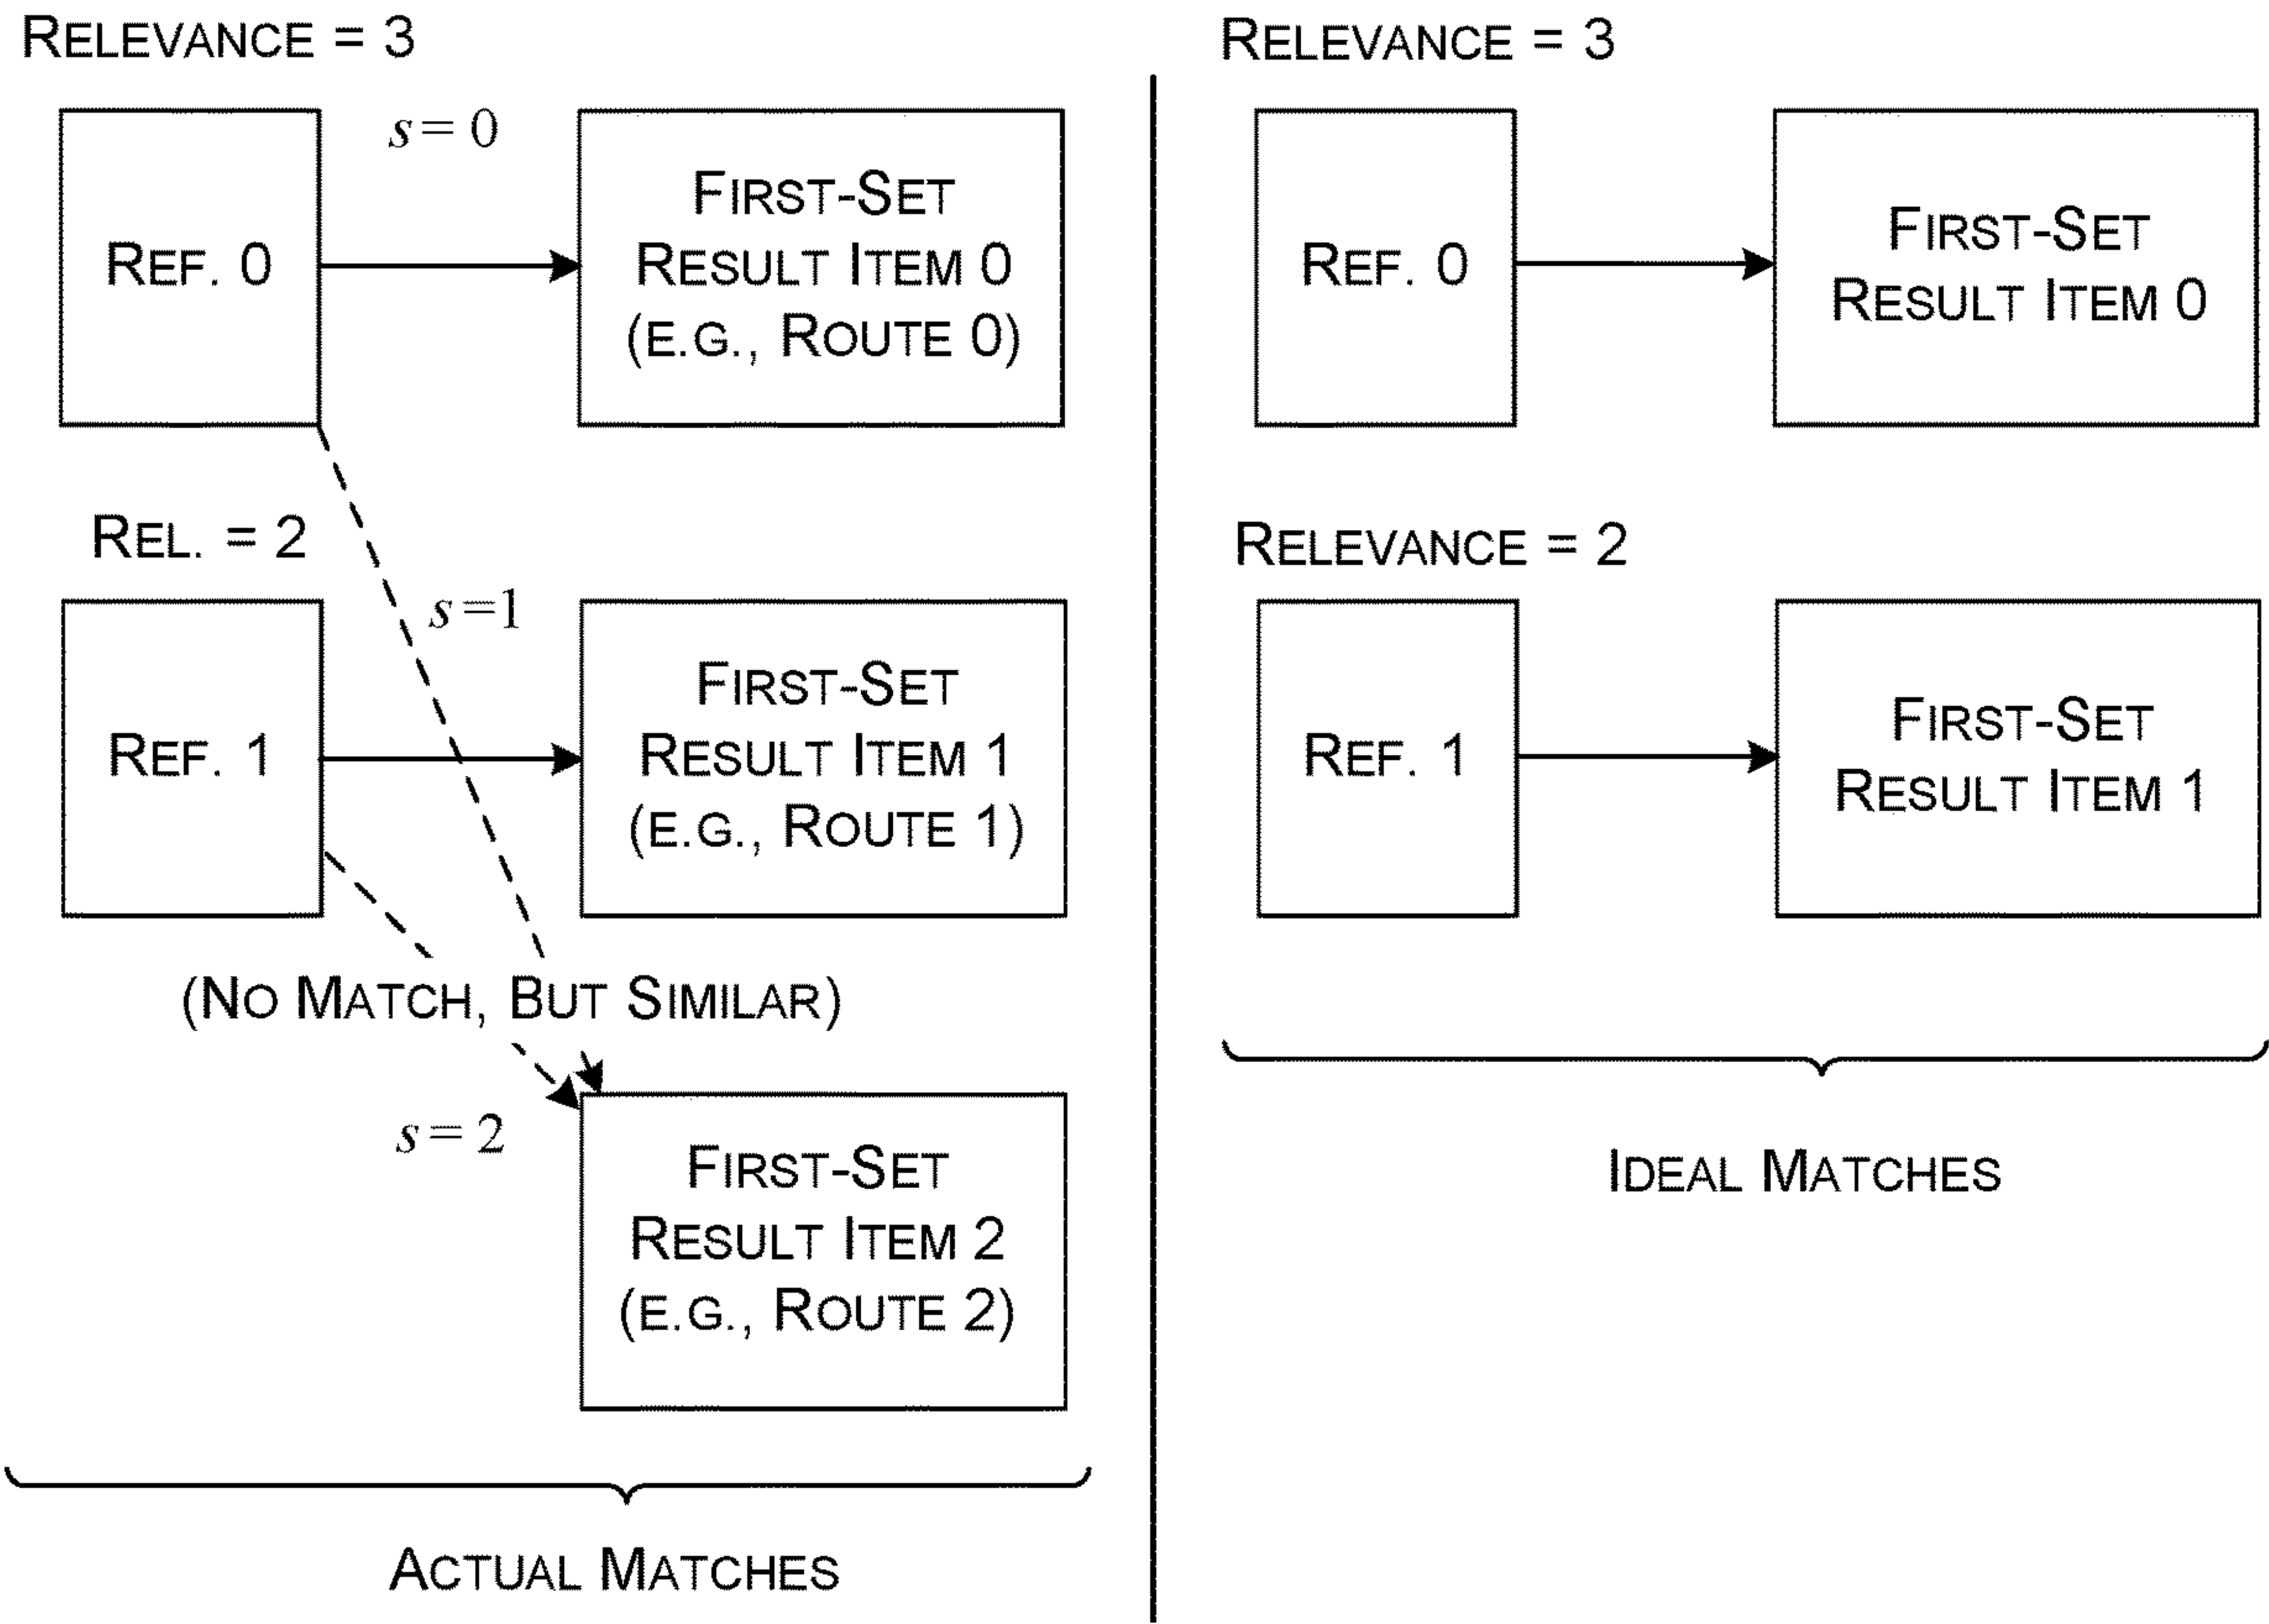 RELEVANCE = 3
s = 0
REF. 0
FIRST-SET
RESULT ITEM 0
(E.G., ROUTE 0)
REL. = 2
s =1
REF. 1
FIRST-SET
RESULT ITEM 1
(E.G., ROUTE 1)
(NO MATCH, BUT SIMILAR)
s = 2
FIRST-SET
RESULT ITEM 2
(E.G., ROUTE 2)
ACTUAL MATCHES
RELEVANCE = 3
REF. 0
FIRST-SET
RESULT ITEM 0
RELEVANCE = 2
REF. 1
FIRST-SET
RESULT ITEM 1
IDEAL MATCHES